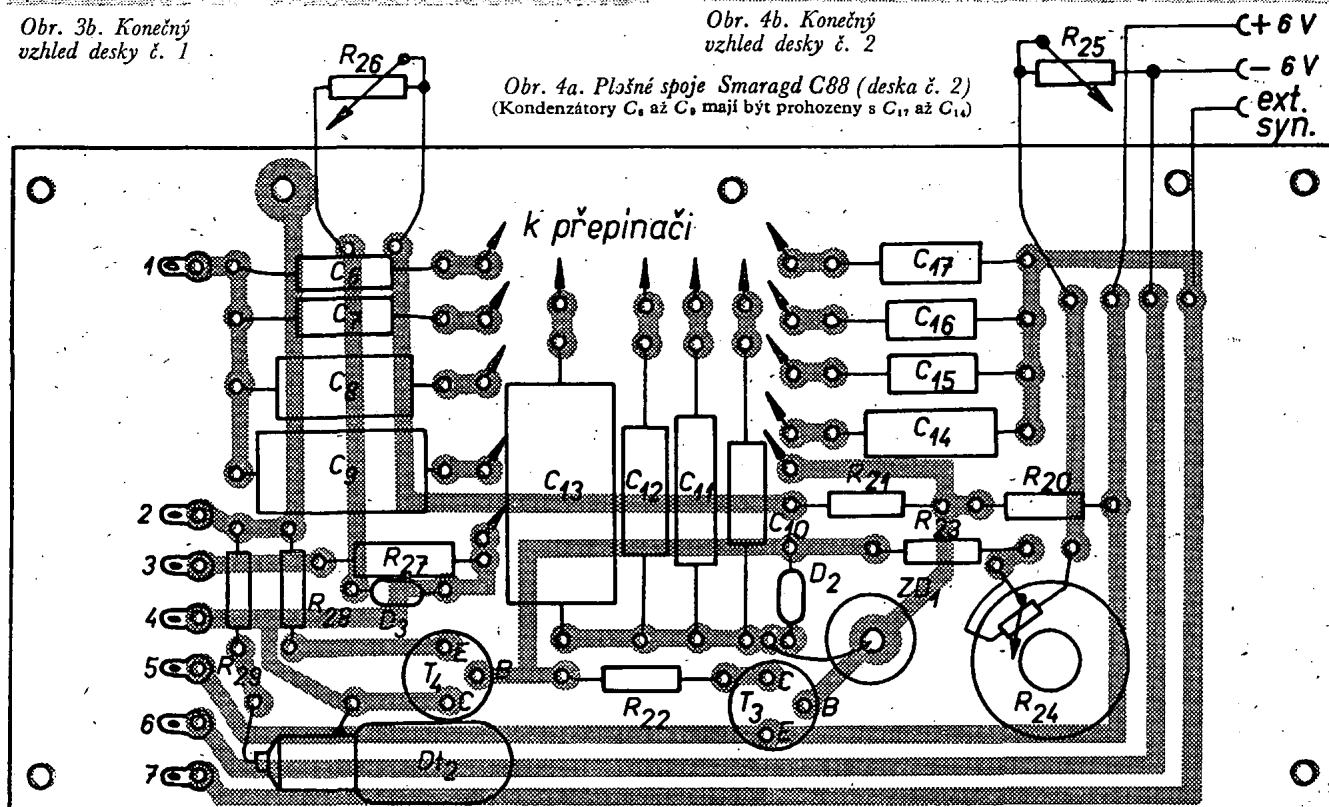 Obr. 3b. Konečný
vzhled desky č. 1
Obr. 4b. Konečný
vzhled desky č. 2
Obr. 4a. Plošné spoje Smaragd C88 (deska č. 2)
(Kondenzátory C₆ až C₉ mají být prohozeny s C₁₇ až C₁₄)
R26
R25
+ 6 V
- 6 V
ext.
syn.
k přepínači
1
C6
C17
C7
C16
C8
C15
C9
C14
C13
C12
C11
C10
R21
R20
R23
2
3
R27
D2
ZD1
4
R28
D3
5
R29
T4
E
B
C
R22
T3
C
B
E
R24
6
Dt2
7